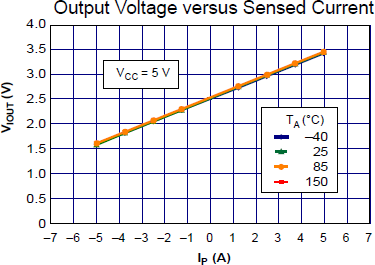 Output Voltage versus Sensed Current
4.0
3.5
3.0
2.5
2.0
1.5
1.0
0.5
0
VIOUT (V)
VCC = 5 V
TA (°C)
–40
25
85
150
–7 –6 –5 –4 –3 –2 –1 0 1 2 3 4 5 6 7
IP (A)